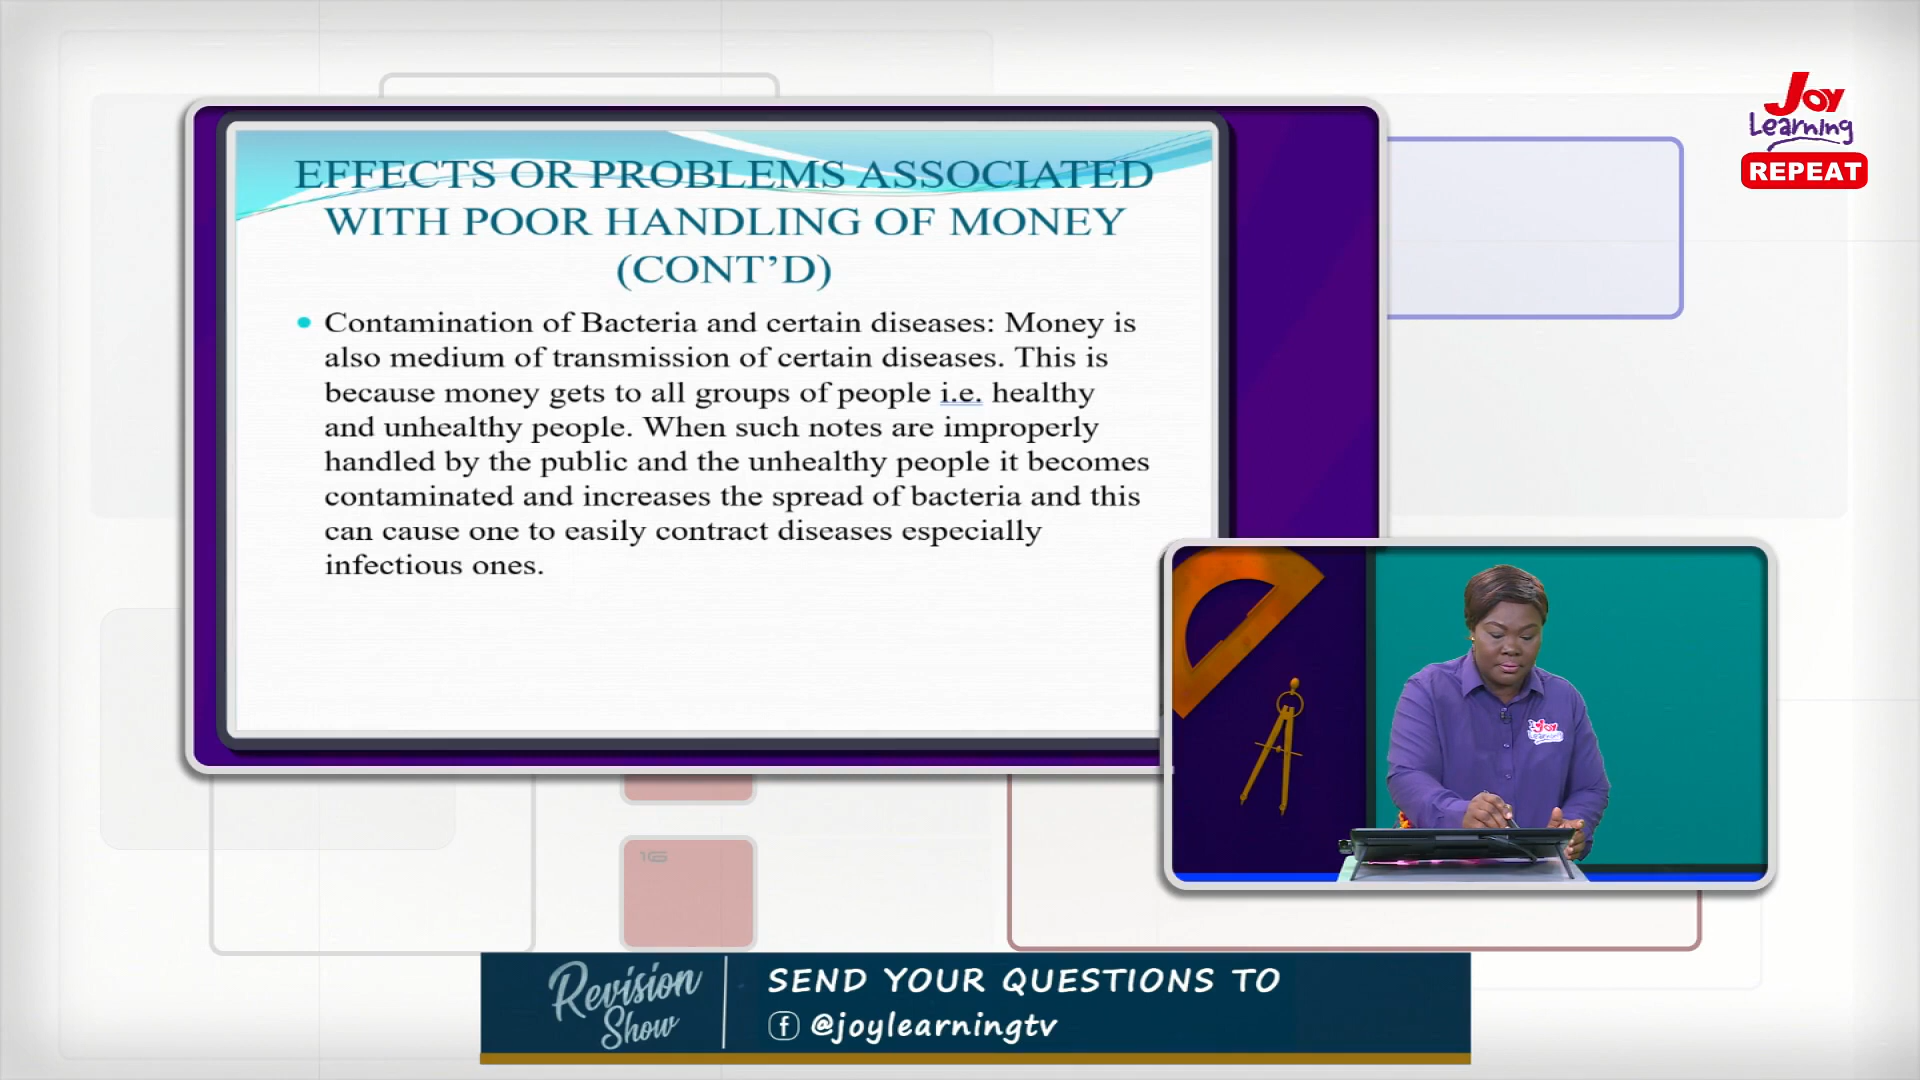 EFFECTS OR PROBLEMS ASSOCIATED
WITH POOR HANDLING OF MONEY
(CONT’D)
Contamination of Bacteria and certain diseases: Money is
also medium of transmission of certain diseases. This is
because money gets to all groups of people i.e. healthy
and unhealthy people. When such notes are improperly
handled by the public and the unhealthy people it becomes
contaminated and increases the spread of bacteria and this
can cause one to easily contract diseases especially
infectious ones.
Joy
Learning
REPEAT
Joy
Learning
16
Revision
Show
SEND YOUR QUESTIONS TO
@joylearningtv